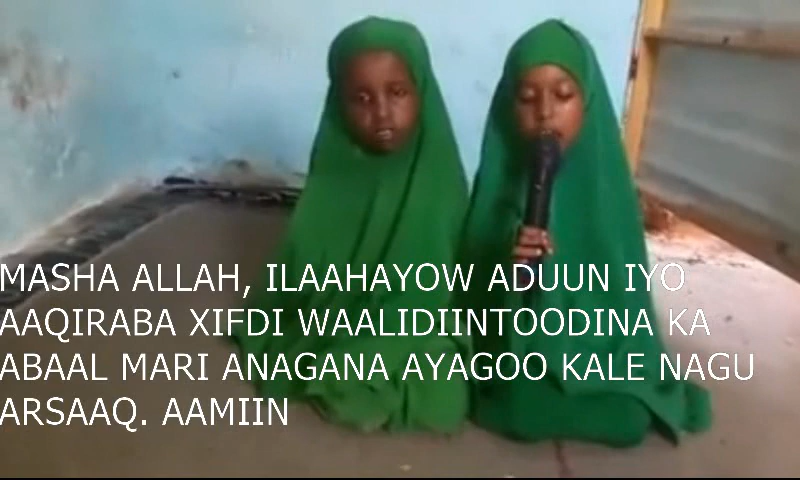 MASHA ALLAH, ILAAHAYOW ADUUN IYO
AAQIRABA XIFDI WAALIDIINTOODINA KA
ABAAL MARI ANAGANA AYAGOO KALE NAGU
ARSAAQ. AAMIIN